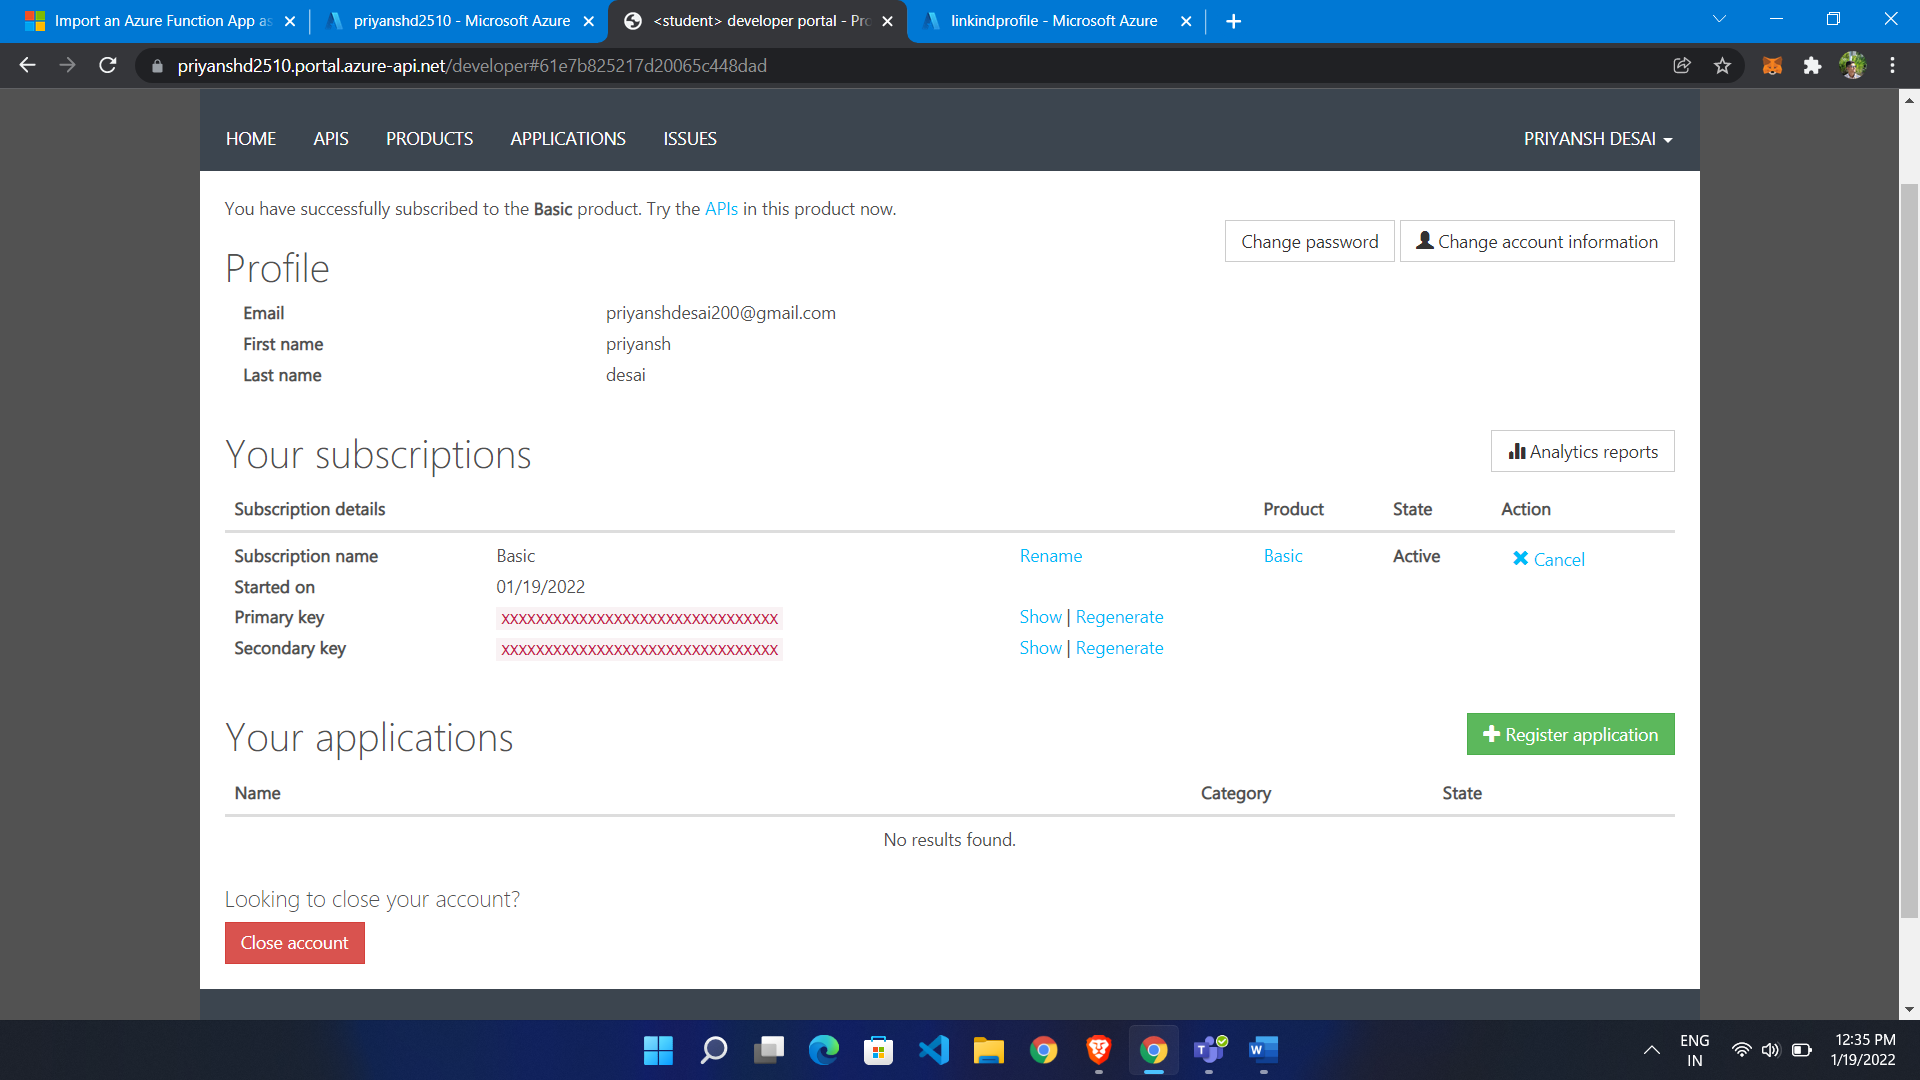 Import an Azure Function App as
priyanshd2510 - Microsoft Azure
<student> developer portal - Pro
linkindprofile - Microsoft Azure
priyanshd2510.portal.azure-api.net/developer#61e7b825217d20065c448dad
HOME APIS PRODUCTS APPLICATIONS ISSUES PRIYANSH DESAI
You have successfully subscribed to the Basic product. Try the APIs in this product now.
Change password Change account information
Profile
Email priyanshdesai200@gmail.com
First name priyansh
Last name desai
Your subscriptions Analytics reports
Subscription details Product State Action
Subscription name Basic Rename Basic Active Cancel
Started on 01/19/2022
Primary key XXXXXXXXXXXXXXXXXXXXXXXXXXXXXXXX Show | Regenerate
Secondary key XXXXXXXXXXXXXXXXXXXXXXXXXXXXXXXX Show | Regenerate
Your applications Register application
Name Category State
No results found.
Looking to close your account?
Close account
ENG 12:35 PM
IN 1/19/2022